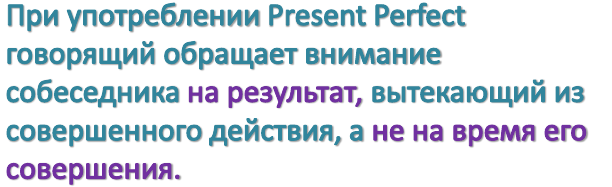 При употреблении Present Perfect
говорящий обращает внимание
собеседника на результат, вытекающий из
совершенного действия, а не на время его
совершения.